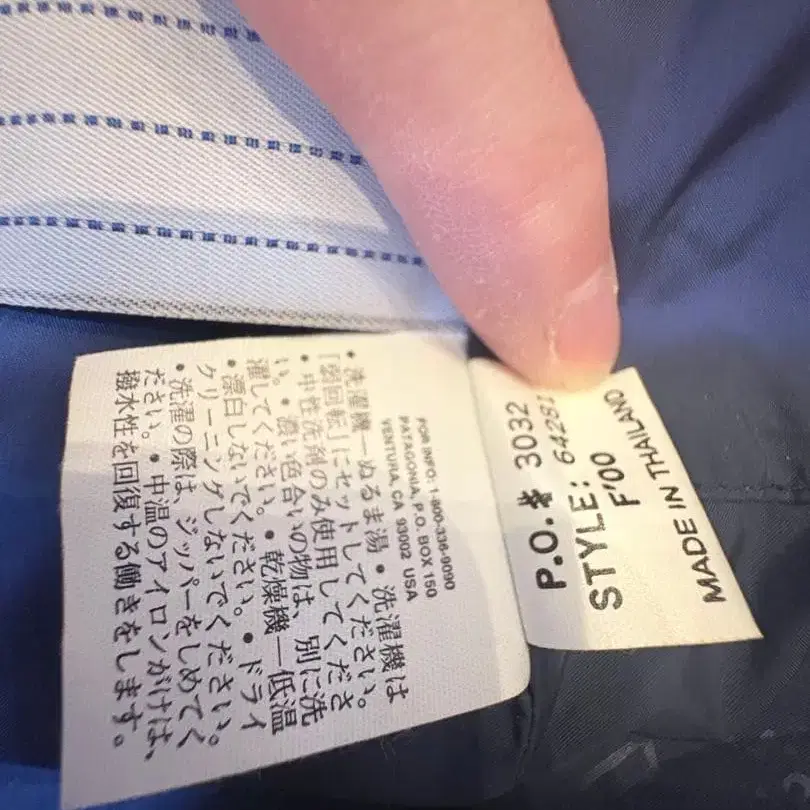 FOR INFO: 1-800-336-9090
PATAGONIA, P.O. BOX 150
VENTURA, CA 93002 USA
• 洗濯機—ぬるま湯 • 洗濯機は
「弱回転」にセットしてください。
• 中性洗剤のみ使用してくださ
い。 • 濃い色合いの物は、別に洗
濯してください。 • 乾燥機—低温
• 漂白しないでください。 • ドライ
クリーニングしないでください。
• 洗濯の際は、ジッパーをしめてく
ださい。 • 中温のアイロンがけは、
撥水性を回復する働きをします。
P.O.# 3032
STYLE: 64281
F'00
MADE IN THAILAND